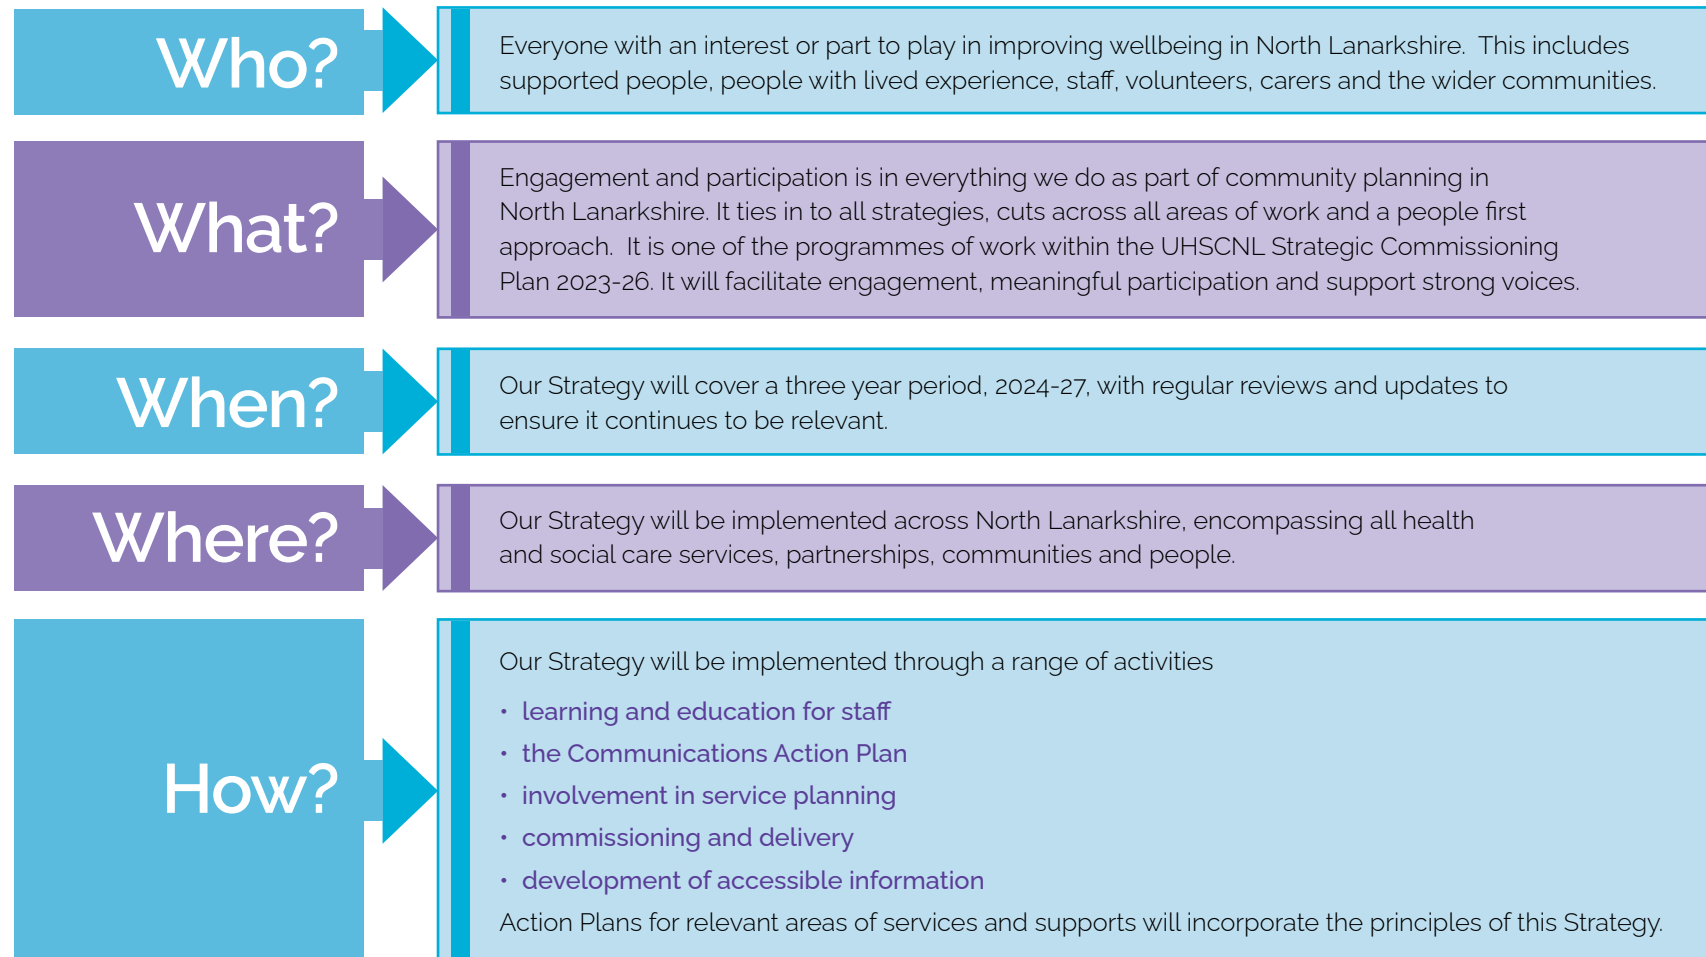 Who?
Everyone with an interest or part to play in improving wellbeing in North Lanarkshire.  This includes
supported people, people with lived experience, staff, volunteers, carers and the wider communities.
What?
Engagement and participation is in everything we do as part of community planning in
North Lanarkshire. It ties in to all strategies, cuts across all areas of work and a people first
approach.  It is one of the programmes of work within the UHSCNL Strategic Commissioning
Plan 2023-26. It will facilitate engagement, meaningful participation and support strong voices.
When?
Our Strategy will cover a three year period, 2024-27, with regular reviews and updates to
ensure it continues to be relevant.
Where?
Our Strategy will be implemented across North Lanarkshire, encompassing all health
and social care services, partnerships, communities and people.
How?
Our Strategy will be implemented through a range of activities
• learning and education for staff
• the Communications Action Plan
• involvement in service planning
• commissioning and delivery
• development of accessible information
Action Plans for relevant areas of services and supports will incorporate the principles of this Strategy.